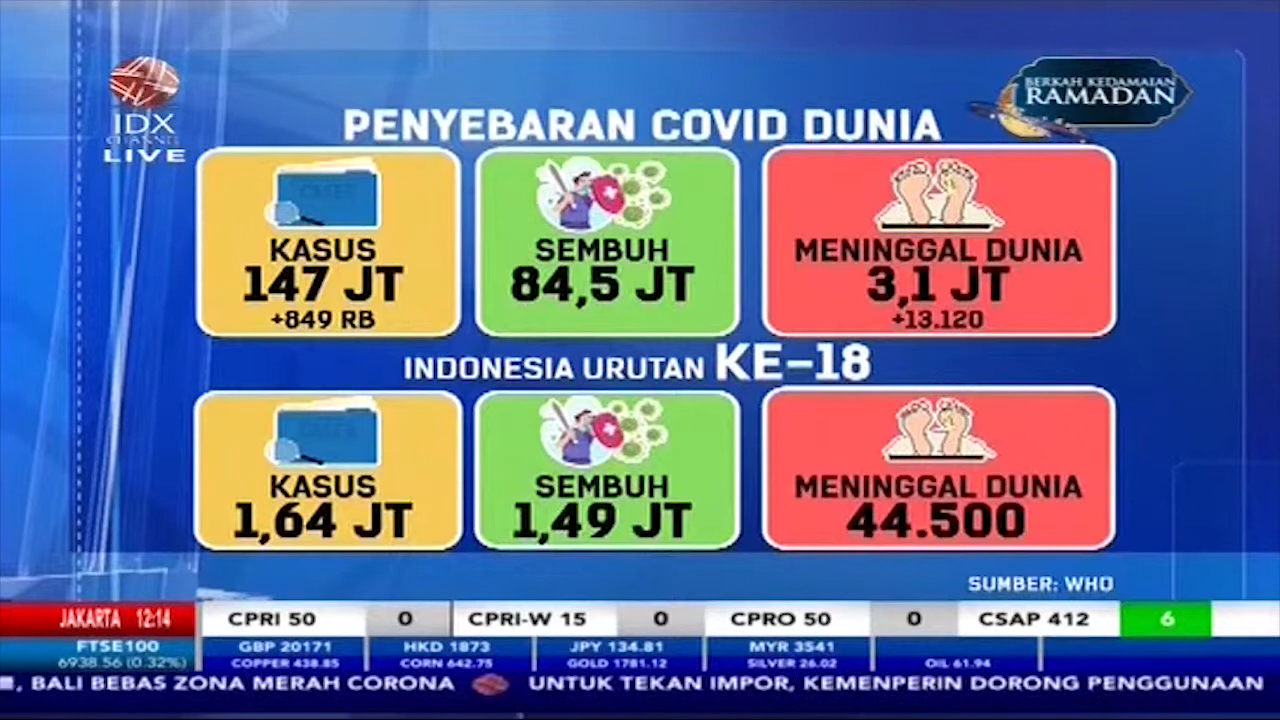 IDX
CHANNEL
LIVE
BERKAH KEDAMAIAN
RAMADAN
PENYEBARAN COVID DUNIA
CASES
KASUS
147 JT
+849 RB
SEMBUH
84,5 JT
MENINGGAL DUNIA
3,1 JT
+13.120
INDONESIA URUTAN KE-18
CASES
KASUS
1,64 JT
SEMBUH
1,49 JT
MENINGGAL DUNIA
44.500
SUMBER: WHO
JAKARTA 12:14
CPRI 50 0 CPRI-W 15 0 CPRO 50 0 CSAP 412 6
FTSE100 GBP 20171 HKD 1873 JPY 134.81 MYR 3541
6938.56 (0.32%) COPPER 438.85 CORN 642.75 GOLD 1781.12 SILVER 26.02 OIL 61.94
, BALI BEBAS ZONA MERAH CORONA UNTUK TEKAN IMPOR, KEMENPERIN DORONG PENGGUNAAN